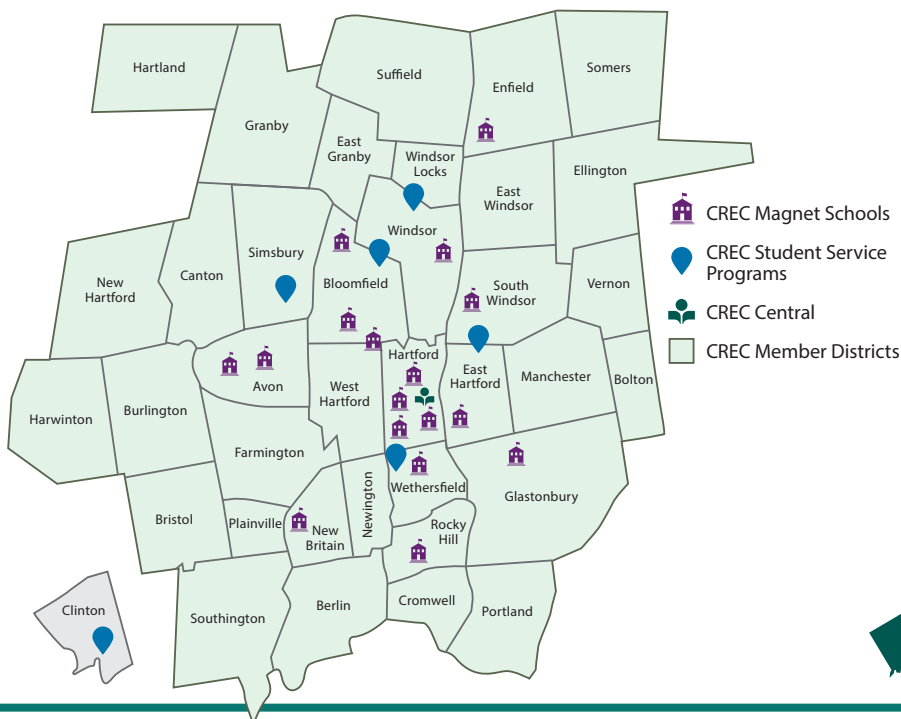 Hartland
Suffield
Enfield
Somers
Granby
East
Granby
Windsor
Locks
East
Windsor
Ellington
CREC Magnet Schools
CREC Student Service
Programs
CREC Central
CREC Member Districts
Simsbury
Windsor
Canton
New
Hartford
Bloomfield
South
Windsor
Vernon
Hartford
East
Hartford
Manchester
Bolton
Avon
West
Hartford
Harwinton
Burlington
Farmington
Wethersfield
Glastonbury
Bristol
Plainville
New
Britain
Newington
Rocky
Hill
Clinton
Southington
Berlin
Cromwell
Portland